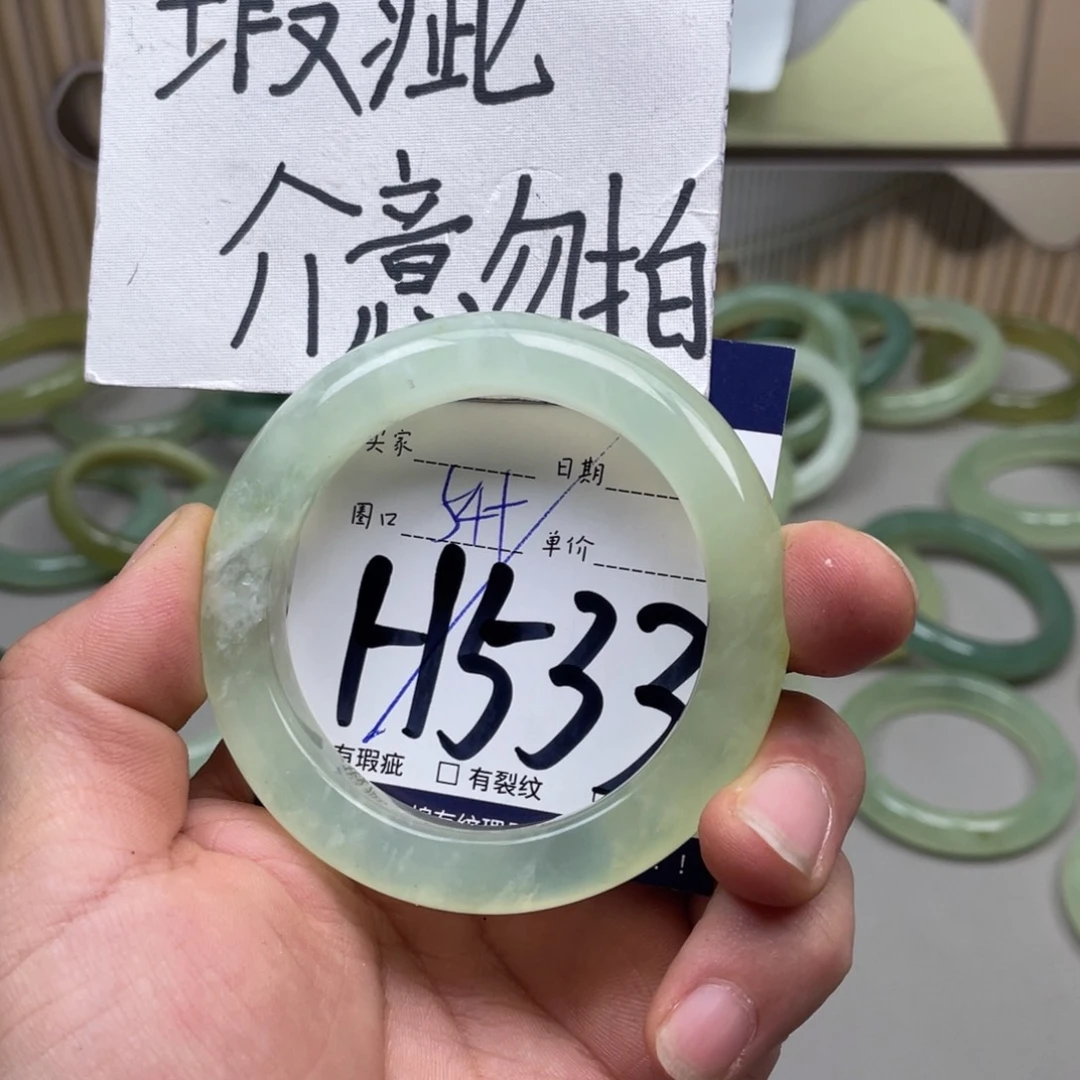 瑕疵
介意勿拍
买家 日期
圈口 54+ 单价
H533
有瑕疵 □ 有裂纹